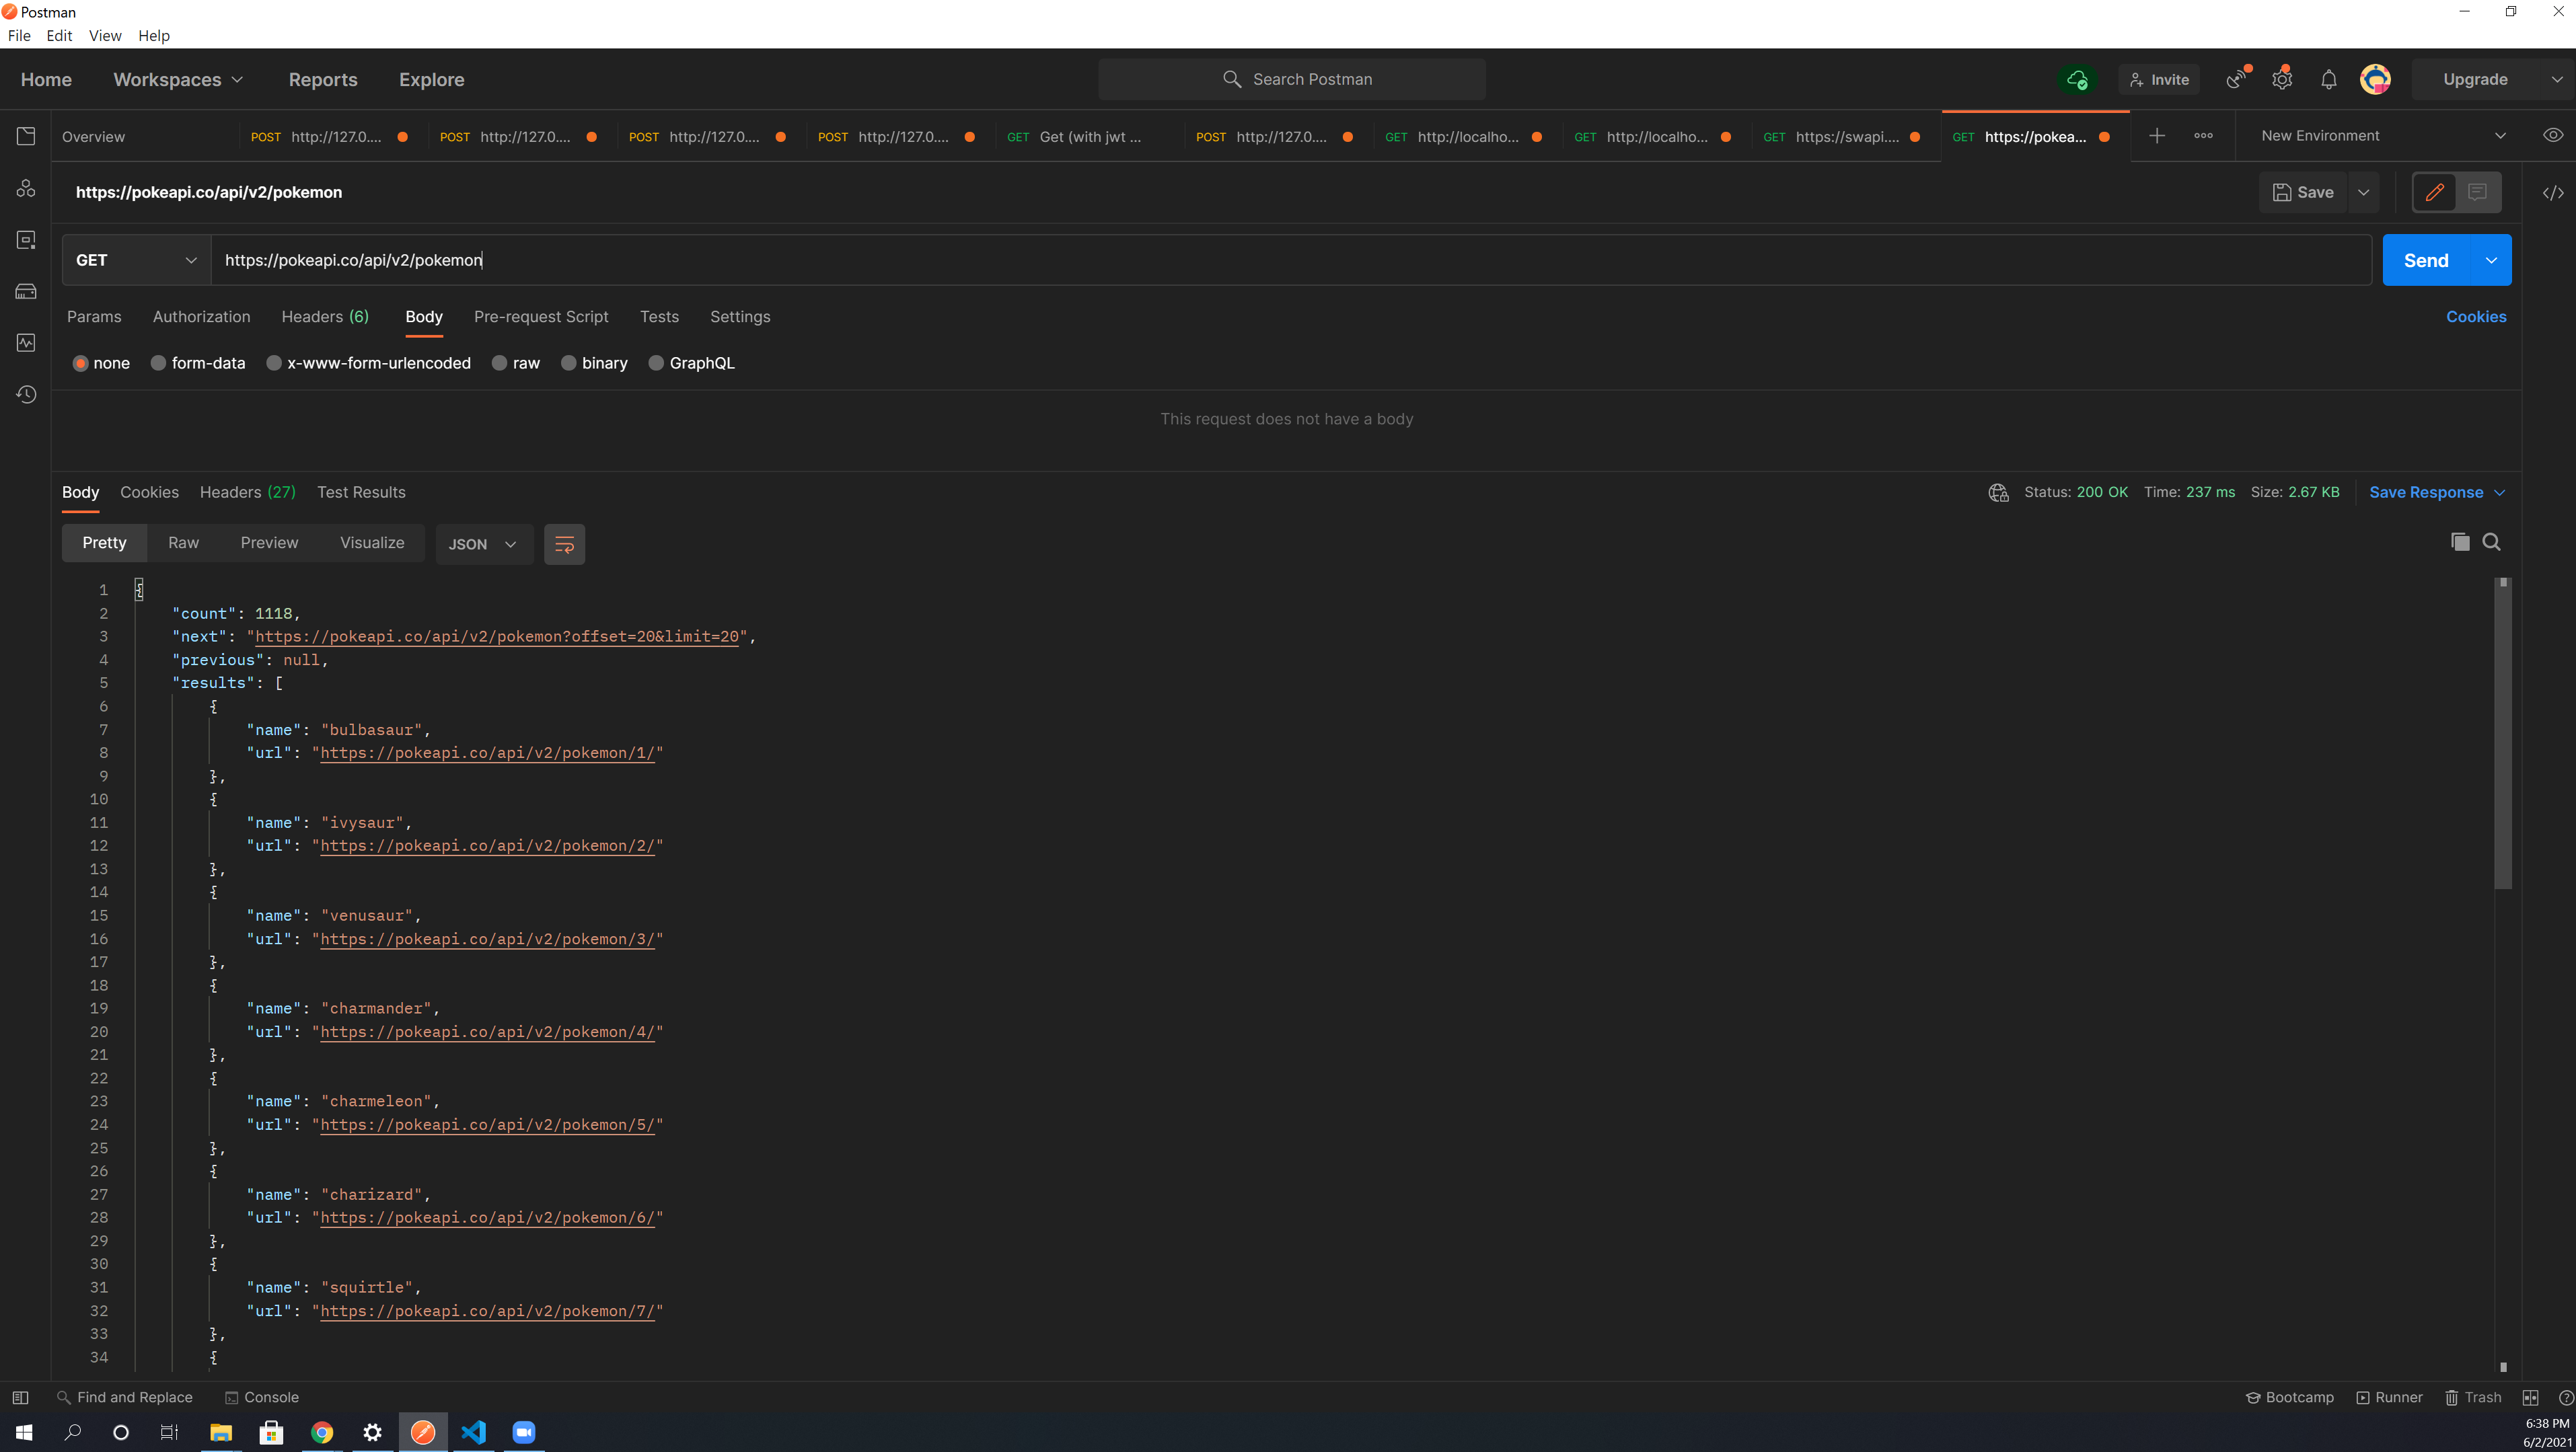 Postman
File Edit View Help
Home Workspaces Reports Explore Search Postman Invite Upgrade
Overview POST http://127.0.... POST http://127.0.... POST http://127.0.... POST http://127.0.... GET Get (with jwt ... POST http://127.0.... GET http://localho... GET http://localho... GET https://swapi.... GET https://pokea... New Environment
https://pokeapi.co/api/v2/pokemon Save
GET https://pokeapi.co/api/v2/pokemon Send
Params Authorization Headers (6) Body Pre-request Script Tests Settings Cookies
none form-data x-www-form-urlencoded raw binary GraphQL
This request does not have a body
Body Cookies Headers (27) Test Results Status: 200 OK Time: 237 ms Size: 2.67 KB Save Response
Pretty Raw Preview Visualize JSON
1 {
2 "count": 1118,
3 "next": "https://pokeapi.co/api/v2/pokemon?offset=20&limit=20",
4 "previous": null,
5 "results": [
6 {
7 "name": "bulbasaur",
8 "url": "https://pokeapi.co/api/v2/pokemon/1/"
9 },
10 {
11 "name": "ivysaur",
12 "url": "https://pokeapi.co/api/v2/pokemon/2/"
13 },
14 {
15 "name": "venusaur",
16 "url": "https://pokeapi.co/api/v2/pokemon/3/"
17 },
18 {
19 "name": "charmander",
20 "url": "https://pokeapi.co/api/v2/pokemon/4/"
21 },
22 {
23 "name": "charmeleon",
24 "url": "https://pokeapi.co/api/v2/pokemon/5/"
25 },
26 {
27 "name": "charizard",
28 "url": "https://pokeapi.co/api/v2/pokemon/6/"
29 },
30 {
31 "name": "squirtle",
32 "url": "https://pokeapi.co/api/v2/pokemon/7/"
33 },
34 {
Find and Replace Console Bootcamp Runner Trash
6:38 PM
6/2/2021